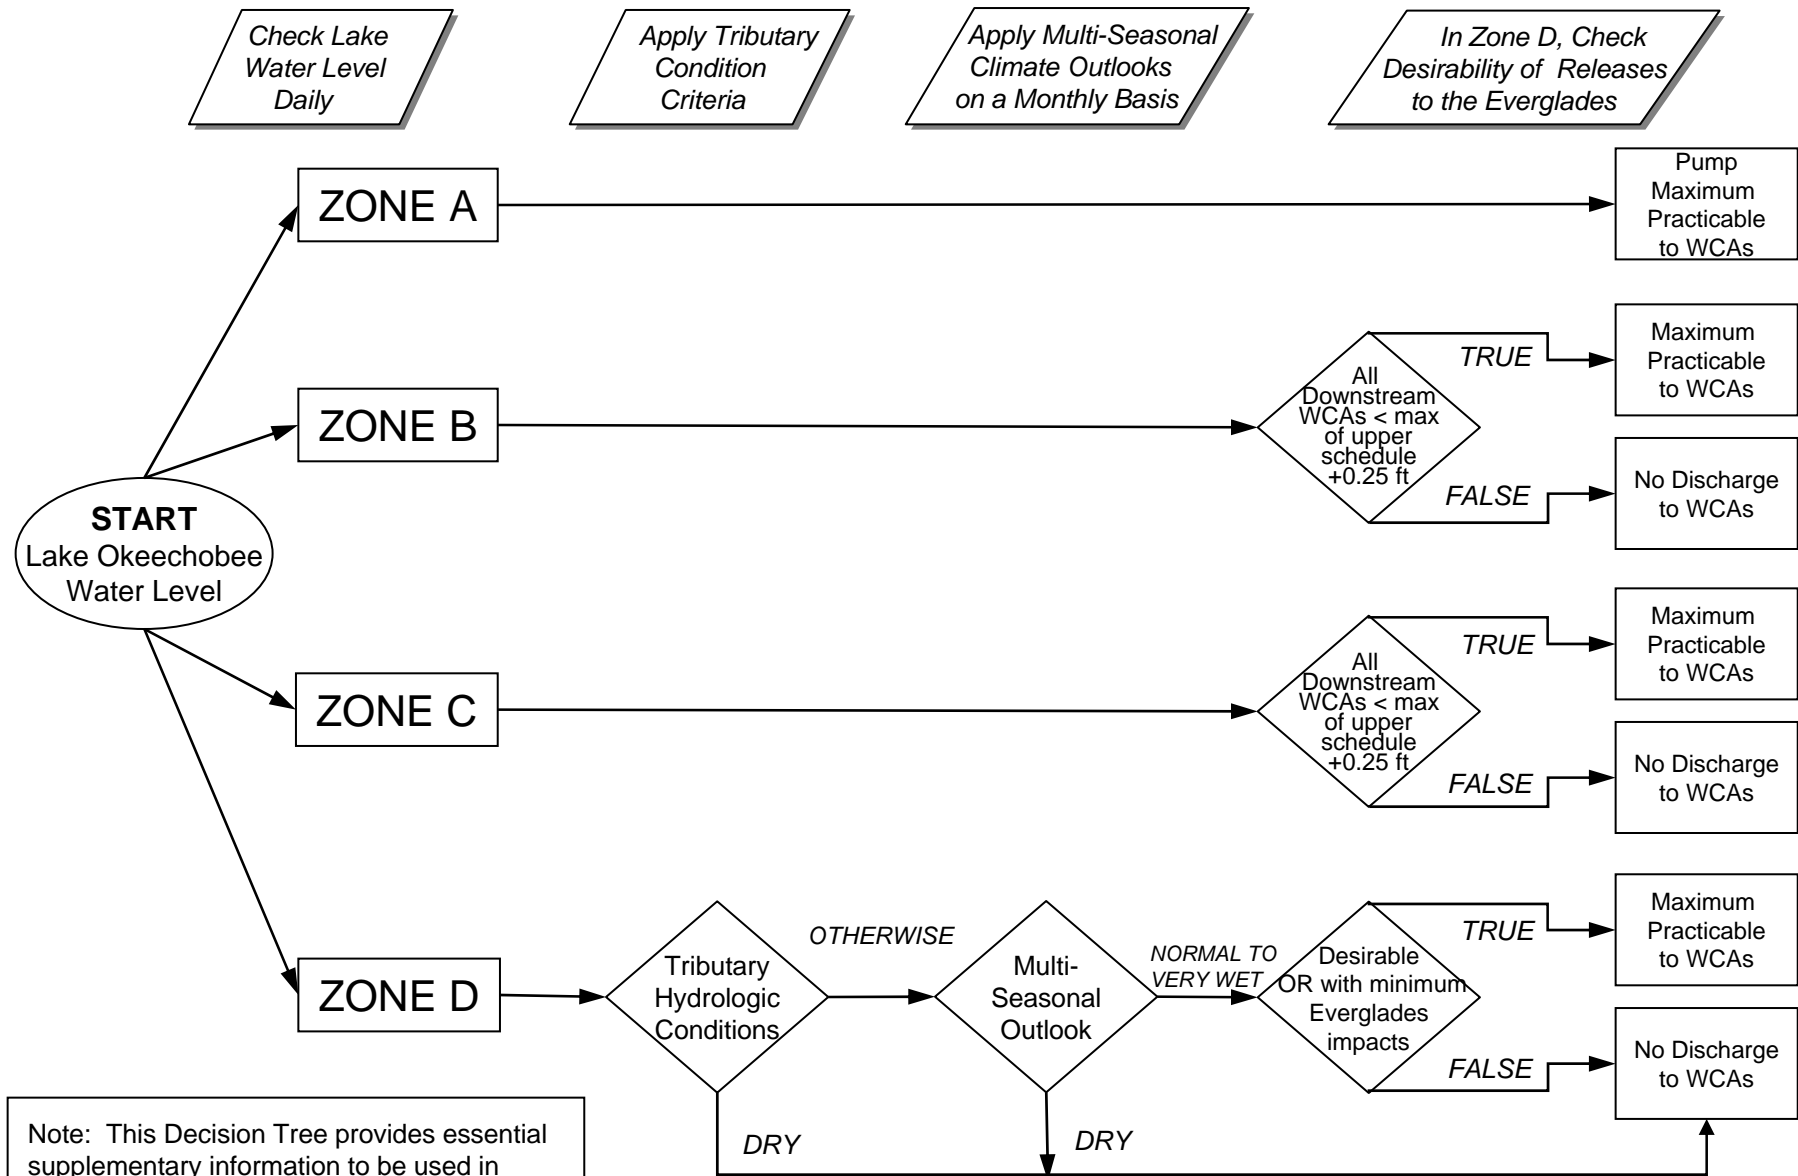 Check Lake
Water Level
Daily
Apply Tributary
Condition
Criteria
Apply Multi-Seasonal
Climate Outlooks
on a Monthly Basis
In Zone D, Check
Desirability of Releases
to the Everglades
ZONE A
Pump
Maximum
Practicable
to WCAs
ZONE B
All
Downstream
WCAs < max
of upper
schedule
+0.25 ft
TRUE
Maximum
Practicable
to WCAs
FALSE
No Discharge
to WCAs
START
Lake Okeechobee
Water Level
ZONE C
All
Downstream
WCAs < max
of upper
schedule
+0.25 ft
TRUE
Maximum
Practicable
to WCAs
FALSE
No Discharge
to WCAs
ZONE D
Tributary
Hydrologic
Conditions
OTHERWISE
Multi-
Seasonal
Outlook
NORMAL TO
VERY WET
Desirable
OR with minimum
Everglades
impacts
TRUE
Maximum
Practicable
to WCAs
FALSE
No Discharge
to WCAs
DRY
DRY
Note: This Decision Tree provides essential
supplementary information to be used in